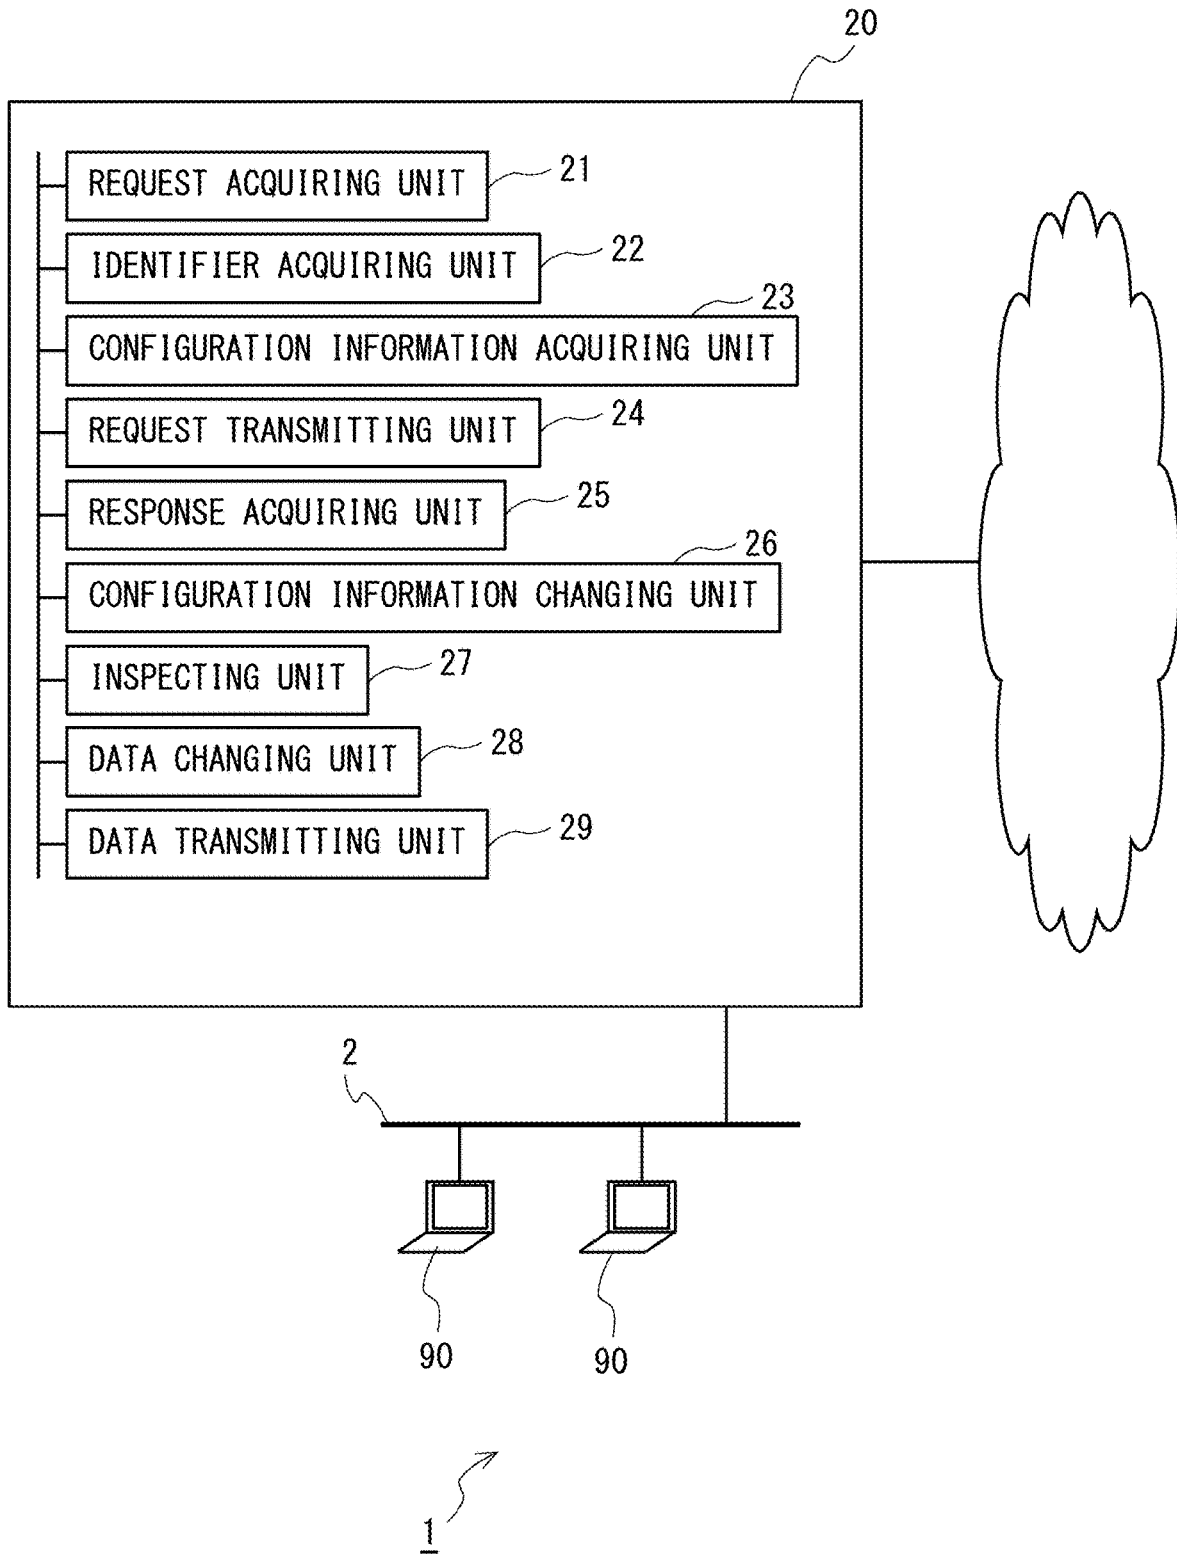 20
REQUEST ACQUIRING UNIT 21
IDENTIFIER ACQUIRING UNIT 22
23
CONFIGURATION INFORMATION ACQUIRING UNIT
REQUEST TRANSMITTING UNIT 24
RESPONSE ACQUIRING UNIT 25
26
CONFIGURATION INFORMATION CHANGING UNIT
INSPECTING UNIT 27
DATA CHANGING UNIT 28
DATA TRANSMITTING UNIT 29
2
90
90
1